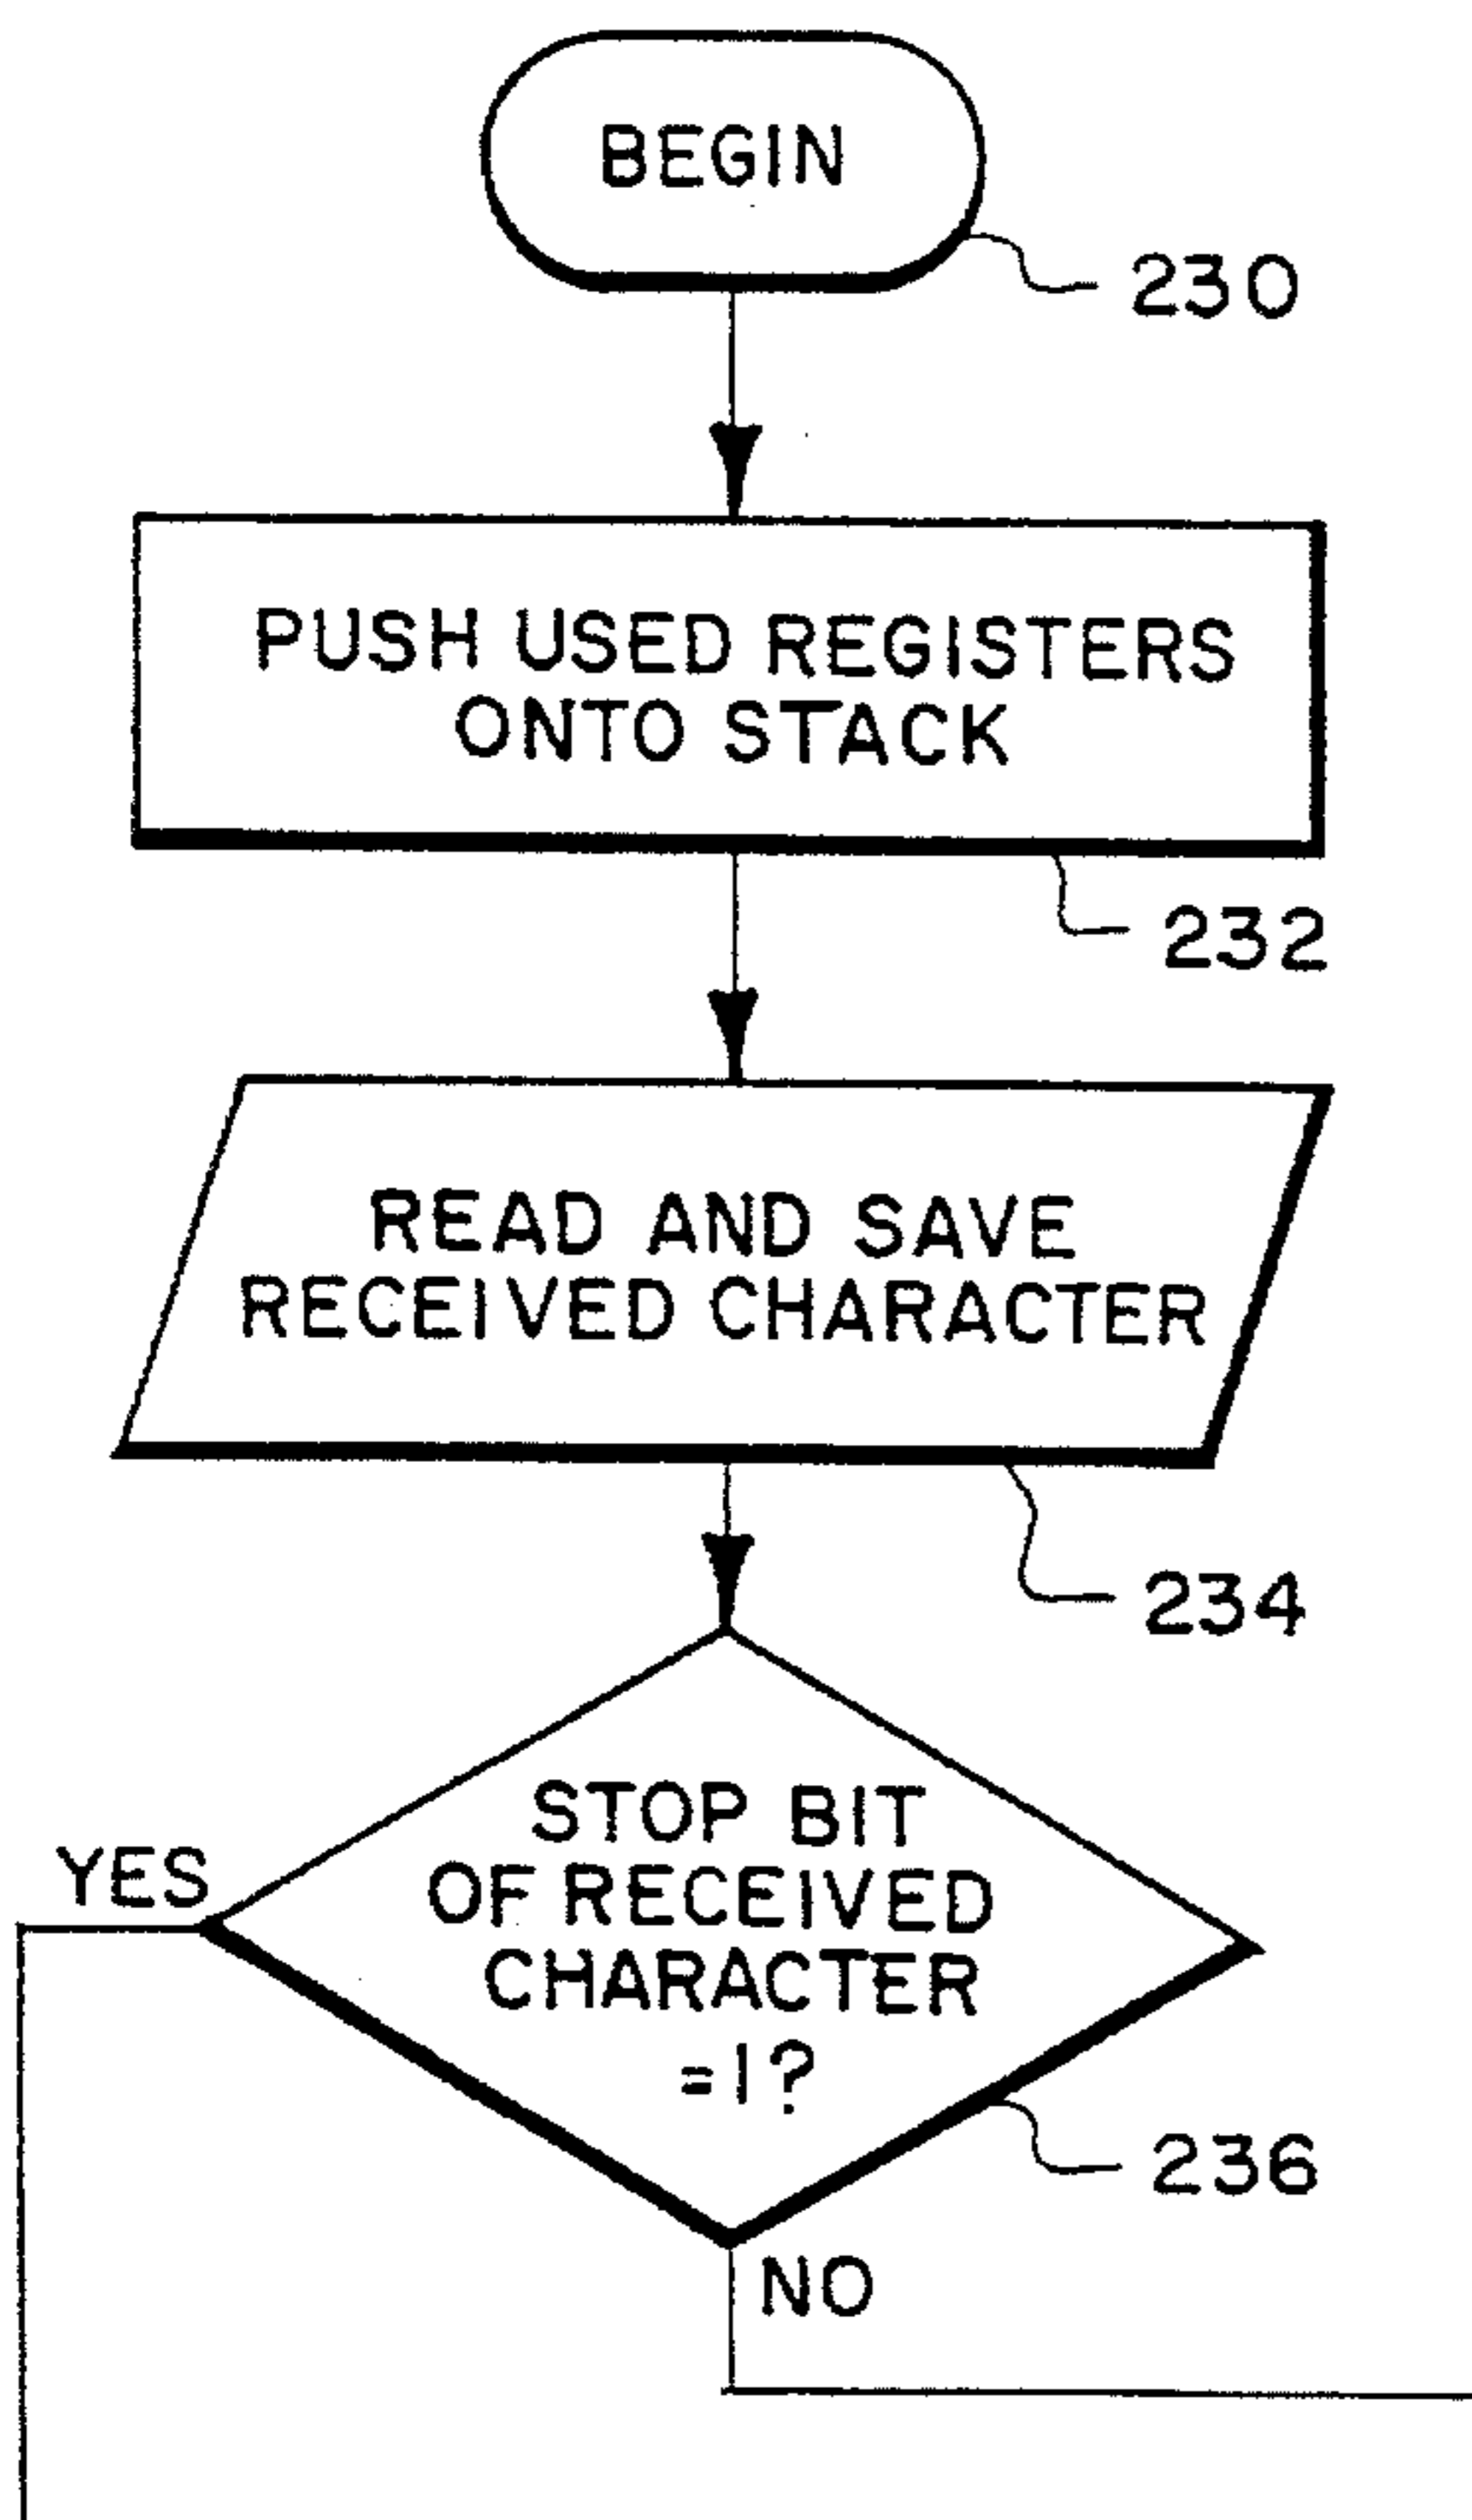 BEGIN
230
PUSH USED REGISTERS
ONTO STACK
232
READ AND SAVE
RECEIVED CHARACTER
234
STOP BIT
OF RECEIVED
CHARACTER
=1?
YES
236
NO